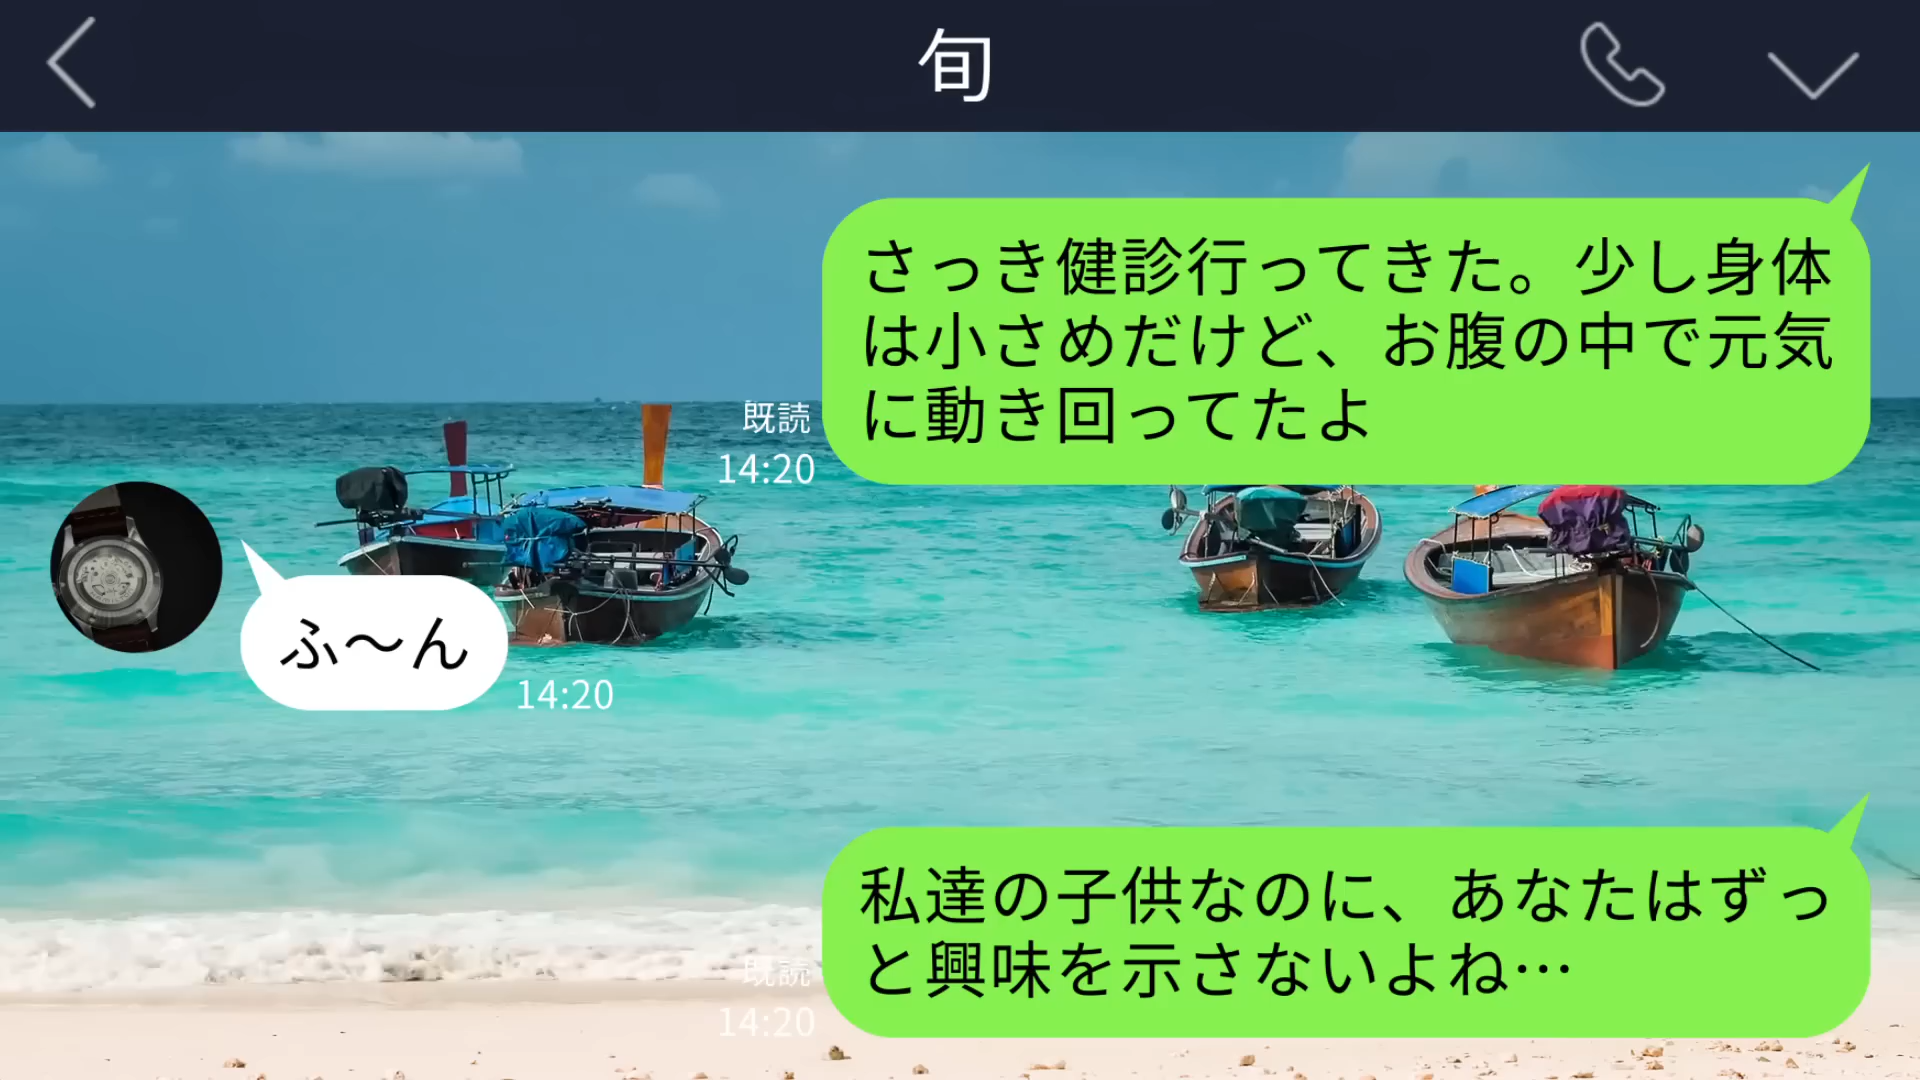 旬
さっき健診行ってきた。少し身体
は小さめだけど、お腹の中で元気
に動き回ってたよ
既読
14:20
ふ〜ん
14:20
私達の子供なのに、あなたはずっ
と興味を示さないよね…
既読
14:20